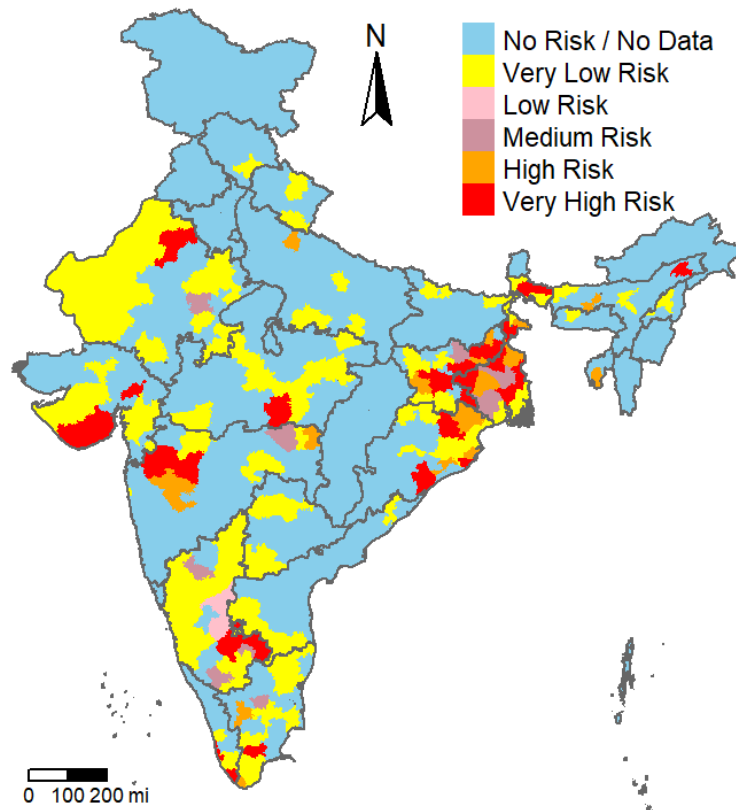 N
No Risk / No Data
Very Low Risk
Low Risk
Medium Risk
High Risk
Very High Risk
0 100 200 mi